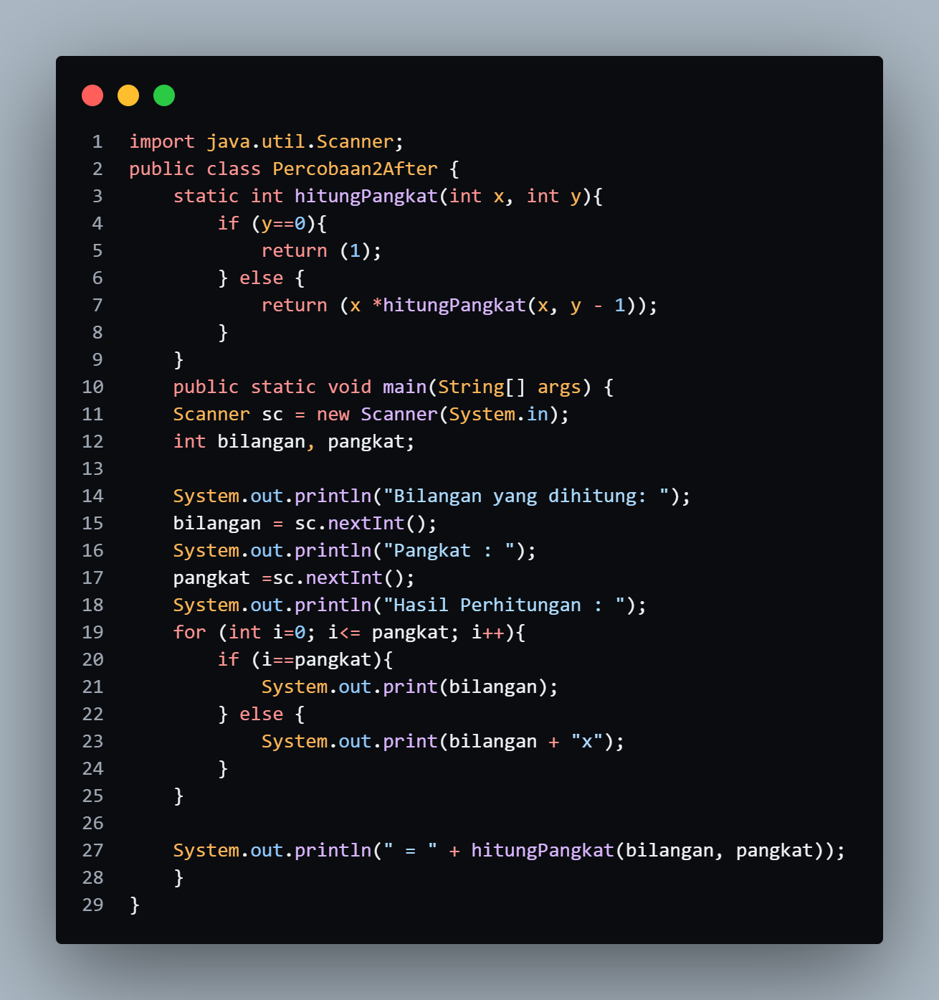 1 import java.util.Scanner;
2 public class Percobaan2After {
3     static int hitungPangkat(int x, int y){
4         if (y==0){
5             return (1);
6         } else {
7             return (x *hitungPangkat(x, y - 1));
8         }
9     }
10     public static void main(String[] args) {
11     Scanner sc = new Scanner(System.in);
12     int bilangan, pangkat;
13
14     System.out.println("Bilangan yang dihitung: ");
15     bilangan = sc.nextInt();
16     System.out.println("Pangkat : ");
17     pangkat =sc.nextInt();
18     System.out.println("Hasil Perhitungan : ");
19     for (int i=0; i<= pangkat; i++){
20         if (i==pangkat){
21             System.out.print(bilangan);
22         } else {
23             System.out.print(bilangan + "x");
24         }
25     }
26
27     System.out.println(" = " + hitungPangkat(bilangan, pangkat));
28     }
29 }